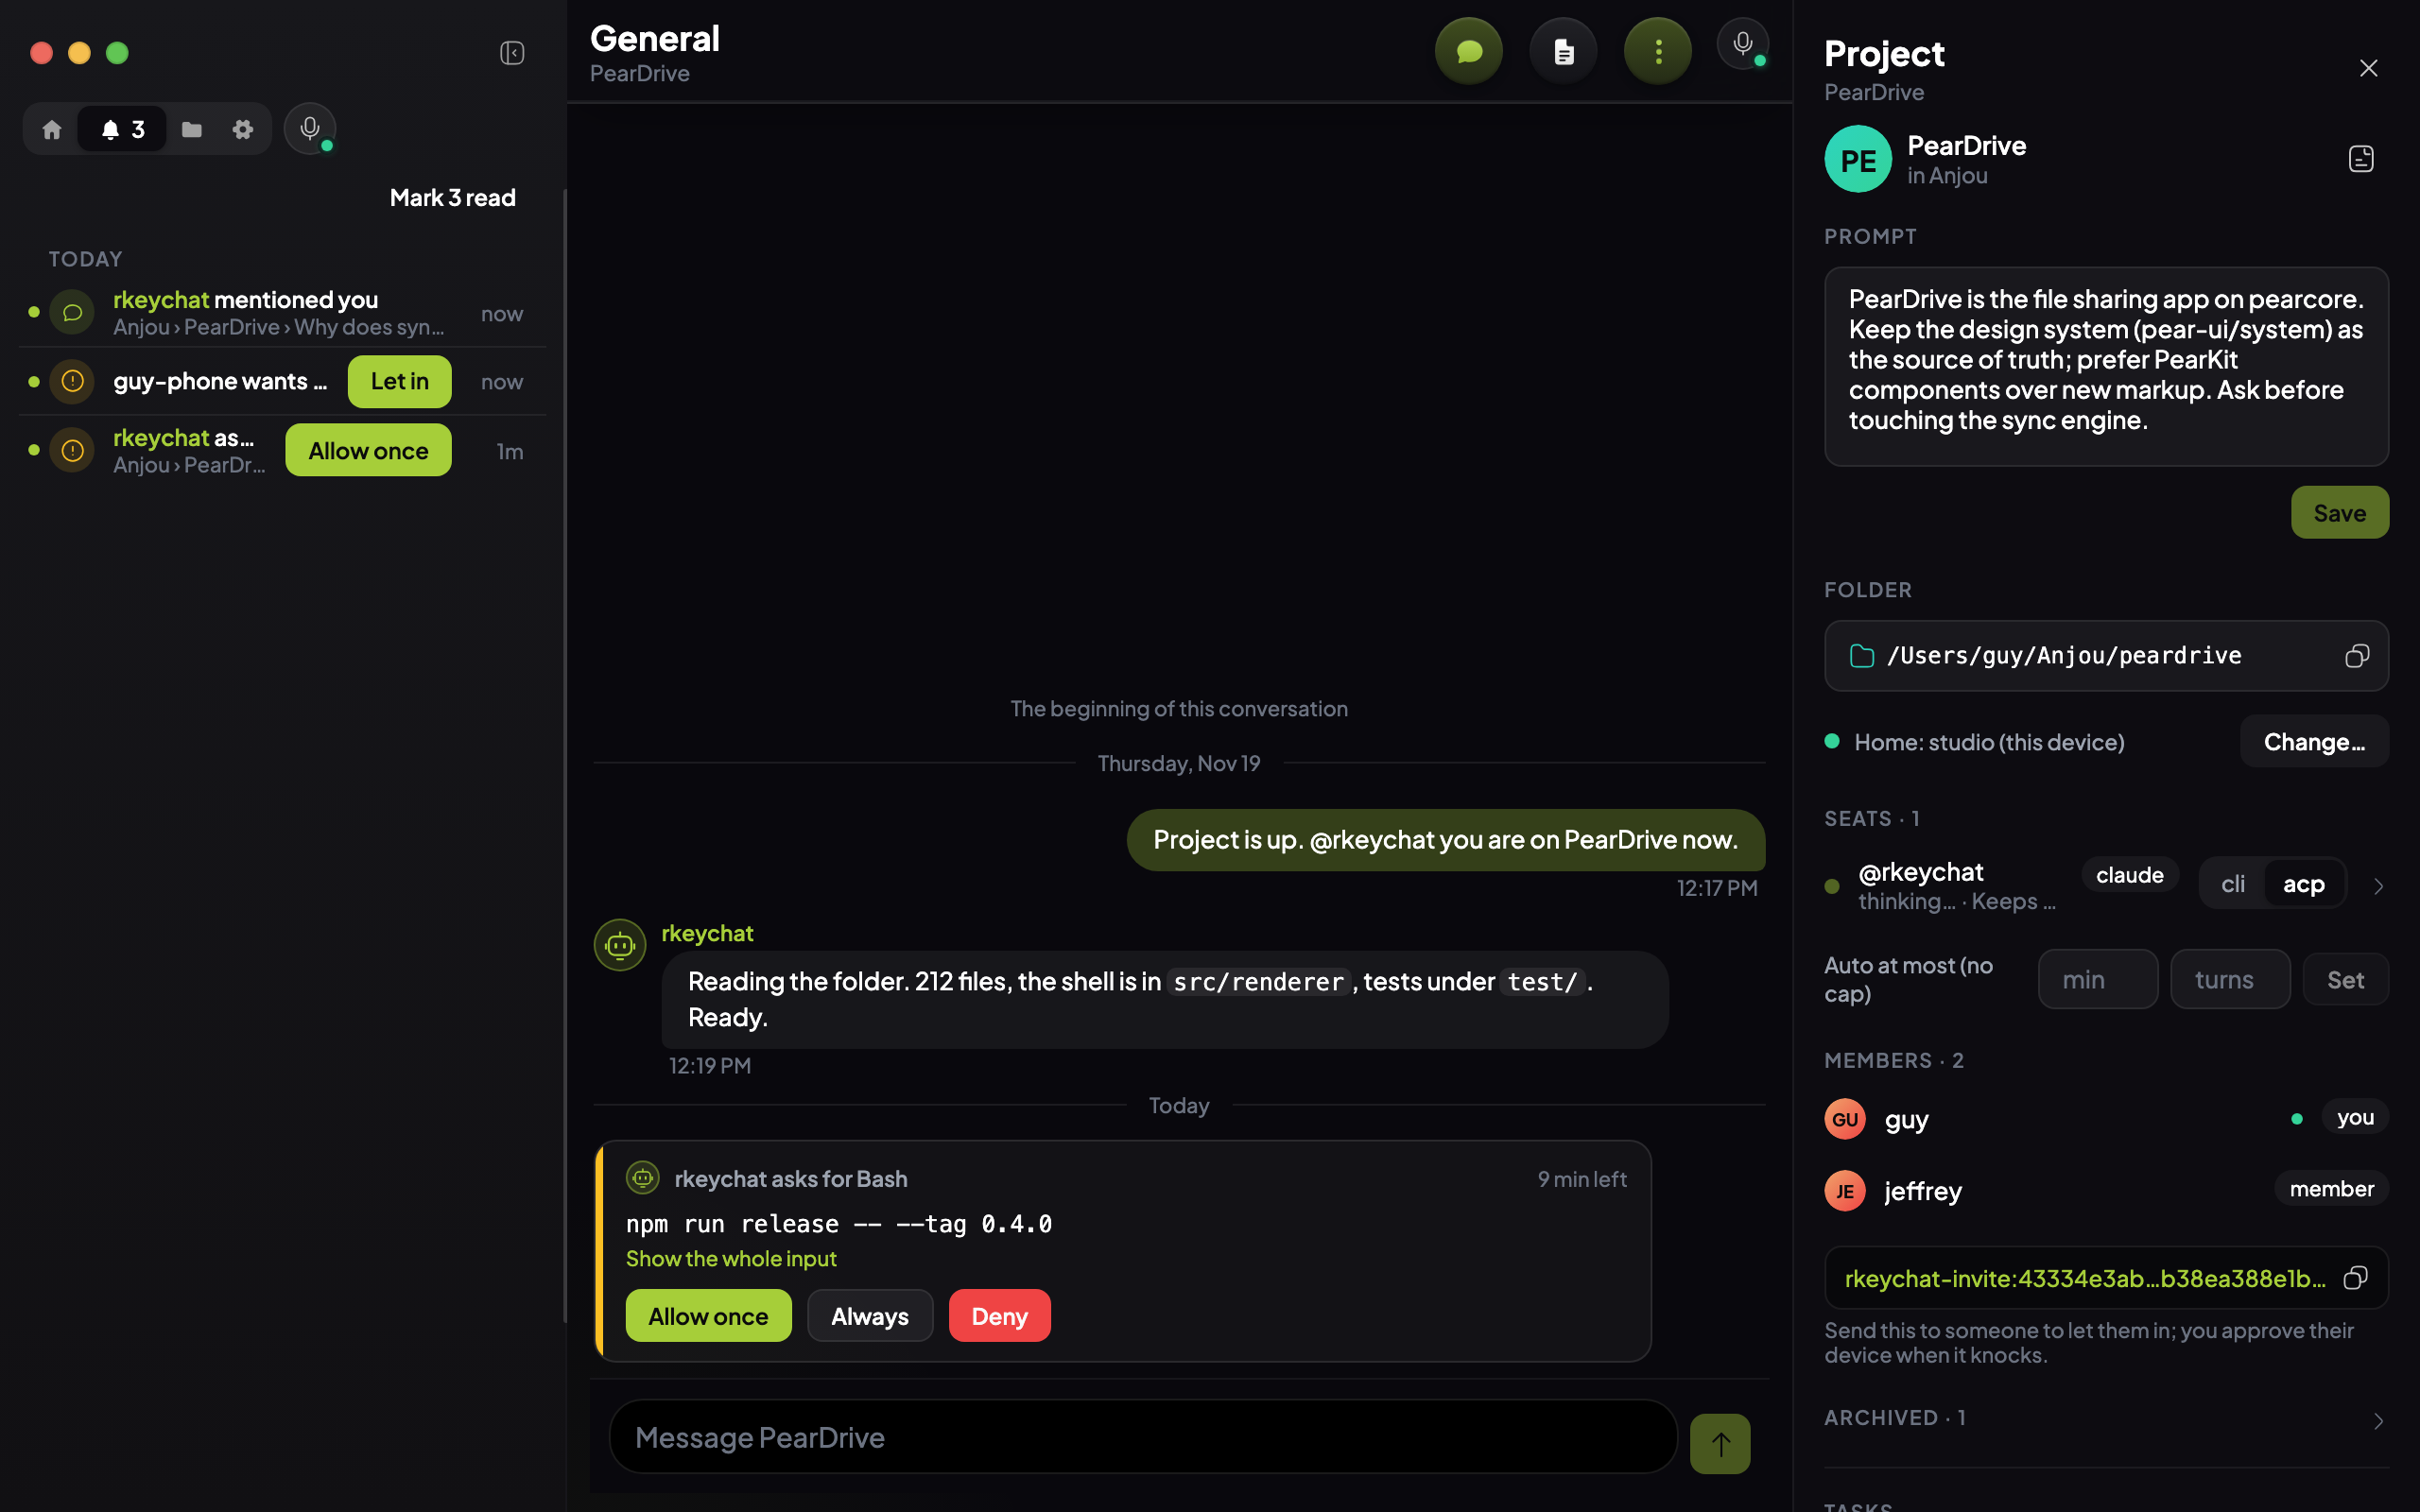 3
Mark 3 read
TODAY
rkeychat mentioned you
Anjou › PearDrive › Why does syn...
now
guy-phone wants ...
Let in
now
rkeychat as...
Anjou › PearDr...
Allow once
1m
General
PearDrive
The beginning of this conversation
Thursday, Nov 19
Project is up. @rkeychat you are on PearDrive now.
12:17 PM
rkeychat
Reading the folder. 212 files, the shell is in src/renderer, tests under test/.
Ready.
12:19 PM
Today
rkeychat asks for Bash
9 min left
npm run release -- --tag 0.4.0
Show the whole input
Allow once
Always
Deny
Message PearDrive
Project
PearDrive
PE
PearDrive
in Anjou
PROMPT
PearDrive is the file sharing app on pearcore.
Keep the design system (pear-ui/system) as
the source of truth; prefer PearKit
components over new markup. Ask before
touching the sync engine.
Save
FOLDER
/Users/guy/Anjou/peardrive
Home: studio (this device)
Change...
SEATS · 1
@rkeychat
thinking... · Keeps ...
claude
cli
acp
Auto at most (no
cap)
min
turns
Set
MEMBERS · 2
GU
guy
you
JE
jeffrey
member
rkeychat-invite:43334e3ab...b38ea388e1b...
Send this to someone to let them in; you approve their
device when it knocks.
ARCHIVED · 1
TASKS